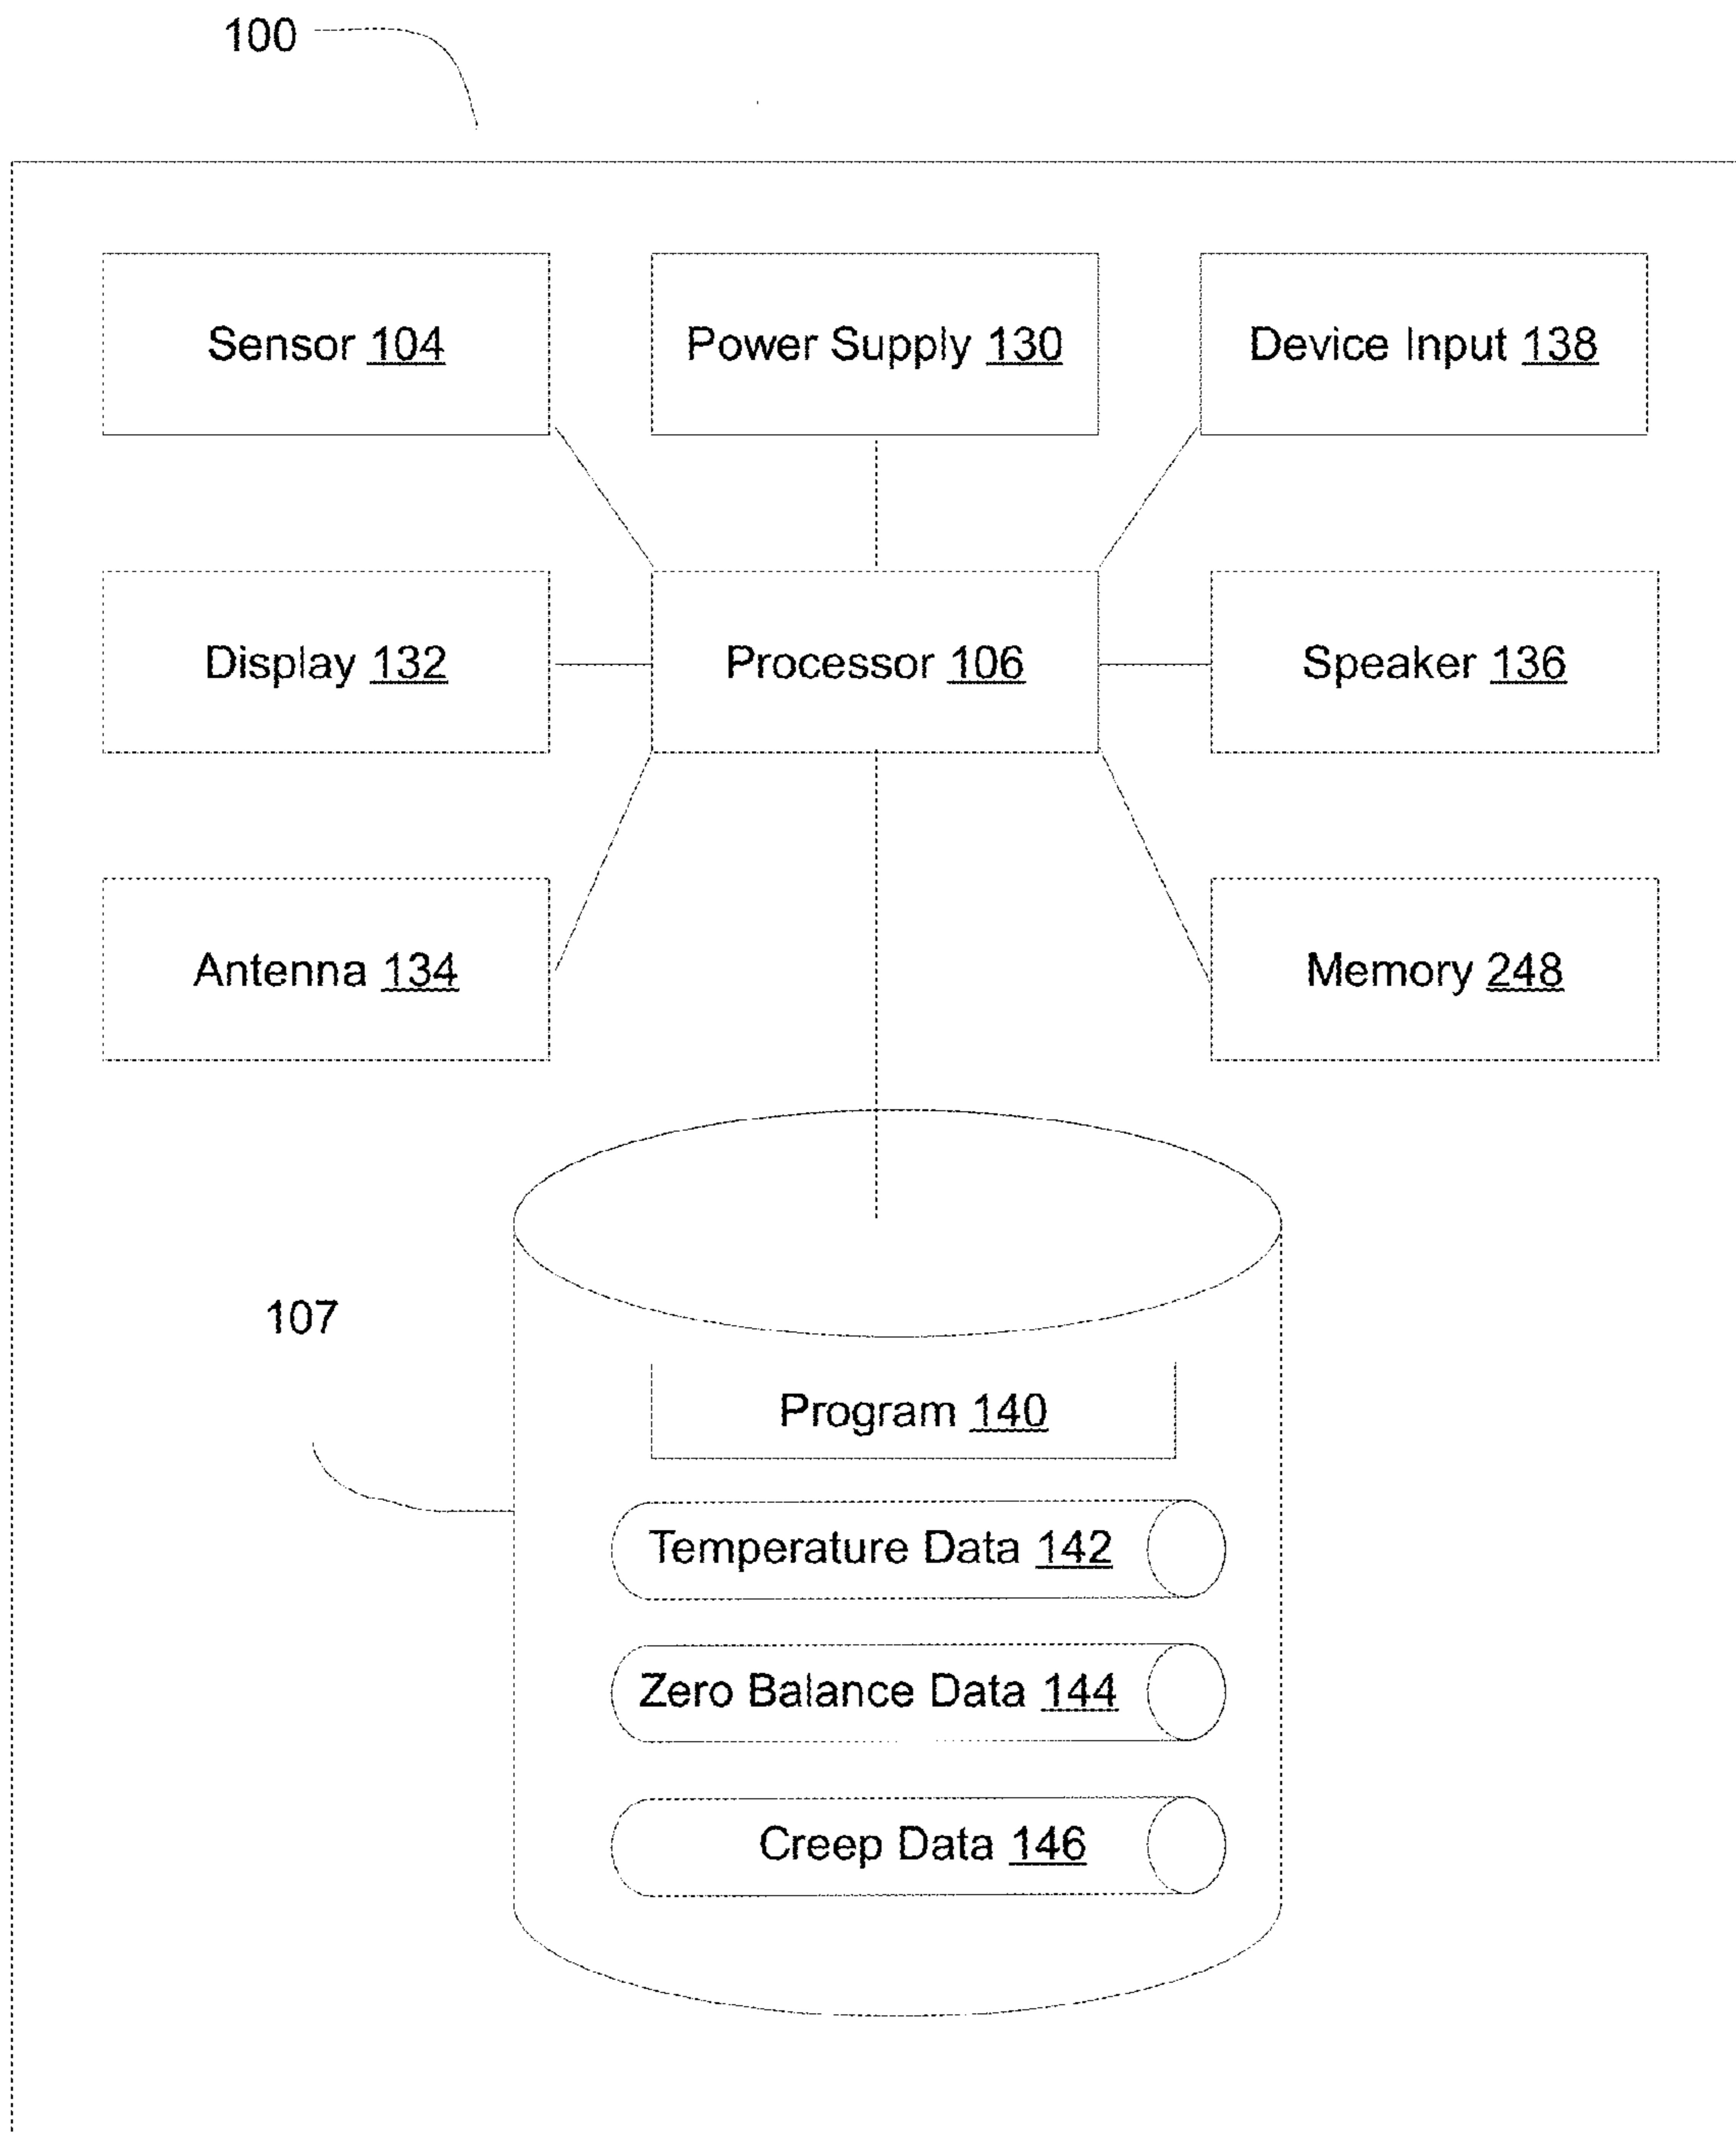 100
Sensor 104
Power Supply 130
Device Input 138
Display 132
Processor 106
Speaker 136
Antenna 134
Memory 248
107
Program 140
Temperature Data 142
Zero Balance Data 144
Creep Data 146